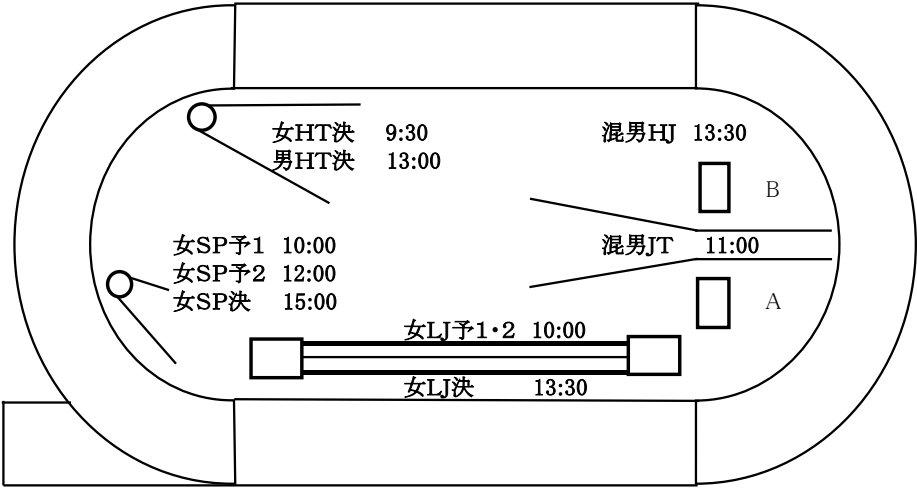 女HT決 9:30
男HT決 13:00
混男HJ 13:30
B
女SP予1 10:00
女SP予2 12:00
女SP決 15:00
混男JT 11:00
A
女LJ予1・2 10:00
女LJ決 13:30